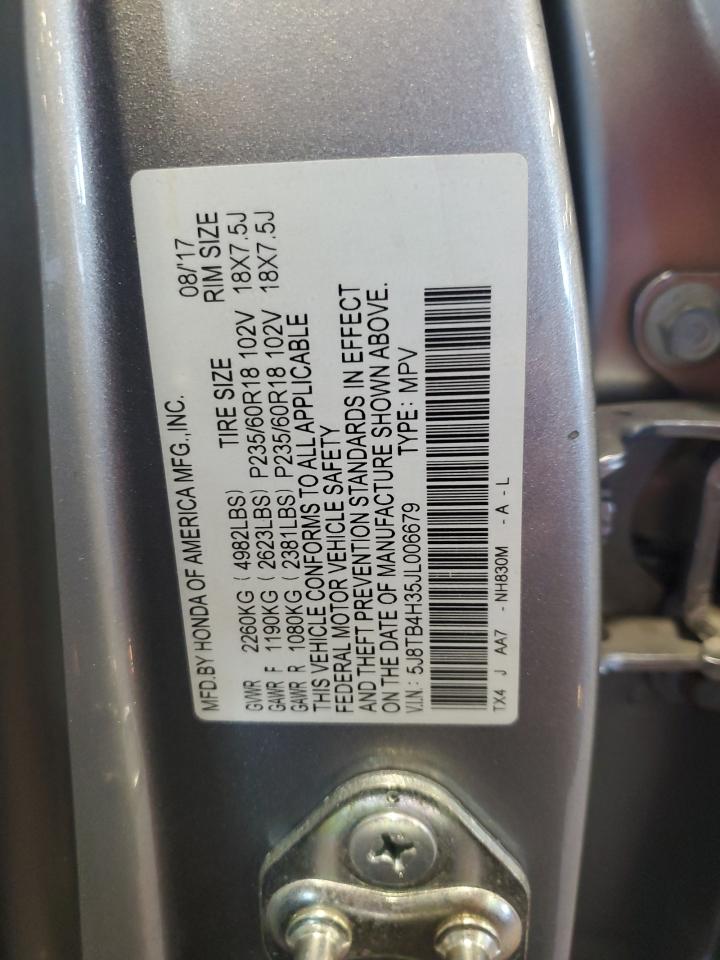 MFD.BY HONDA OF AMERICA MFG.,INC. 08/'17
TIRE SIZE RIM SIZE
GVWR 2260KG ( 4982LBS)
GAWR F 1190KG ( 2623LBS) P235/60R18 102V 18X7.5J
GAWR R 1080KG ( 2381LBS) P235/60R18 102V 18X7.5J
THIS VEHICLE CONFORMS TO ALL APPLICABLE
FEDERAL MOTOR VEHICLE SAFETY
AND THEFT PREVENTION STANDARDS IN EFFECT
ON THE DATE OF MANUFACTURE SHOWN ABOVE.
V.I.N: 5J8TB4H35JL006679 TYPE: MPV
TX4 J AA7 - NH830M - A - L